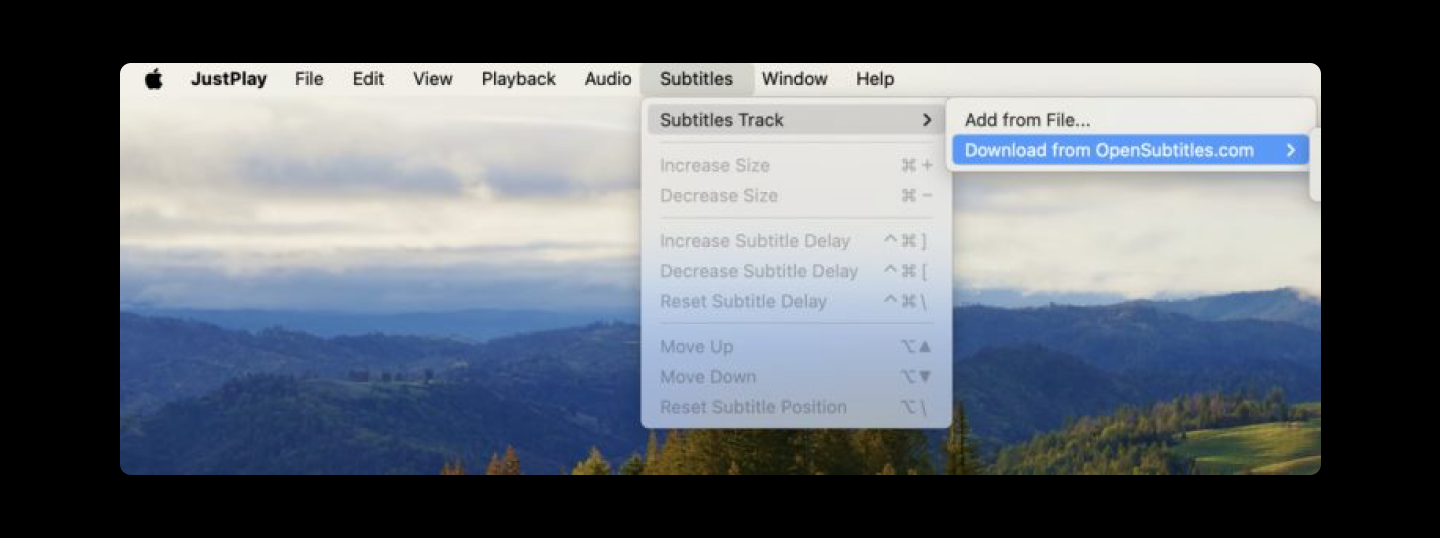 JustPlay File Edit View Playback Audio Subtitles Window Help
Subtitles Track
Add from File...
Download from OpenSubtitles.com
Increase Size ⌘ +
Decrease Size ⌘ −
Increase Subtitle Delay ^ ⌘ ]
Decrease Subtitle Delay ^ ⌘ [
Reset Subtitle Delay ^ ⌘ \
Move Up ⌥ ▲
Move Down ⌥ ▼
Reset Subtitle Position ⌥ \